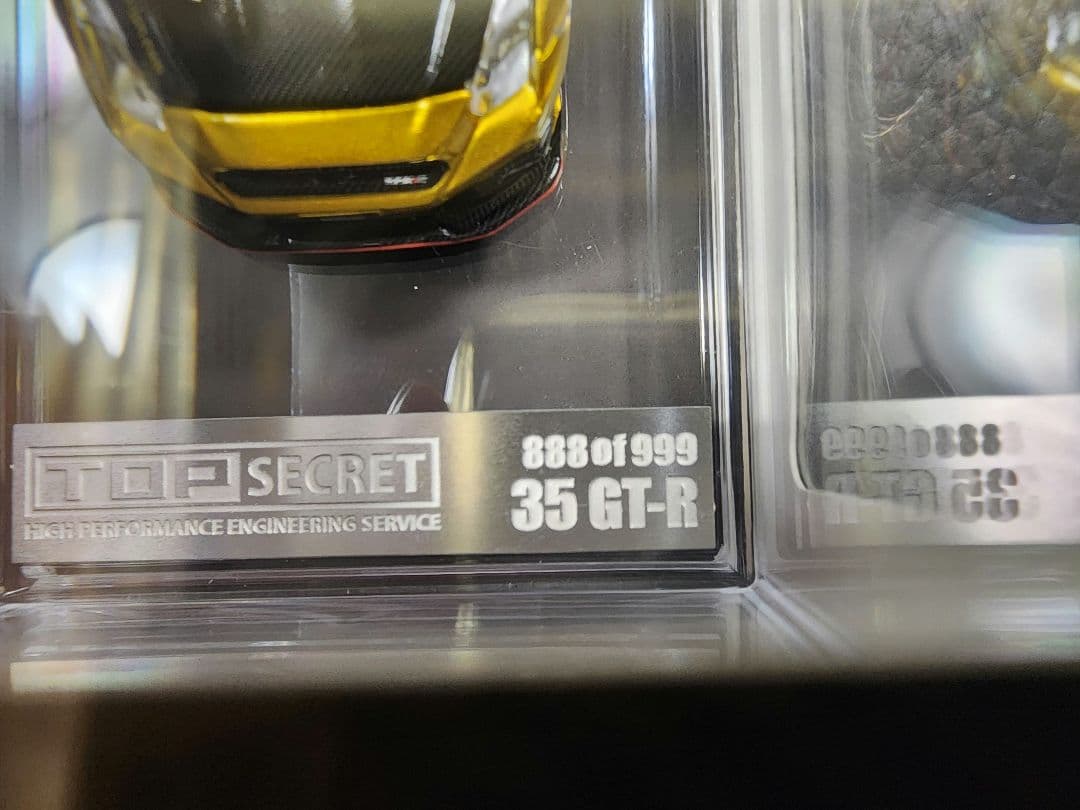 TOP SECRET
HIGH PERFORMANCE ENGINEERING SERVICE
888 of 999
35 GT-R